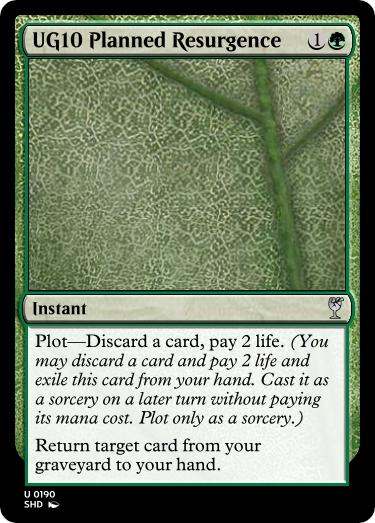 UG10 Planned Resurgence 1
Instant
Plot—Discard a card, pay 2 life. (You
may discard a card and pay 2 life and
exile this card from your hand. Cast it as
a sorcery on a later turn without paying
its mana cost. Plot only as a sorcery.)
Return target card from your
graveyard to your hand.
U 0190
SHD